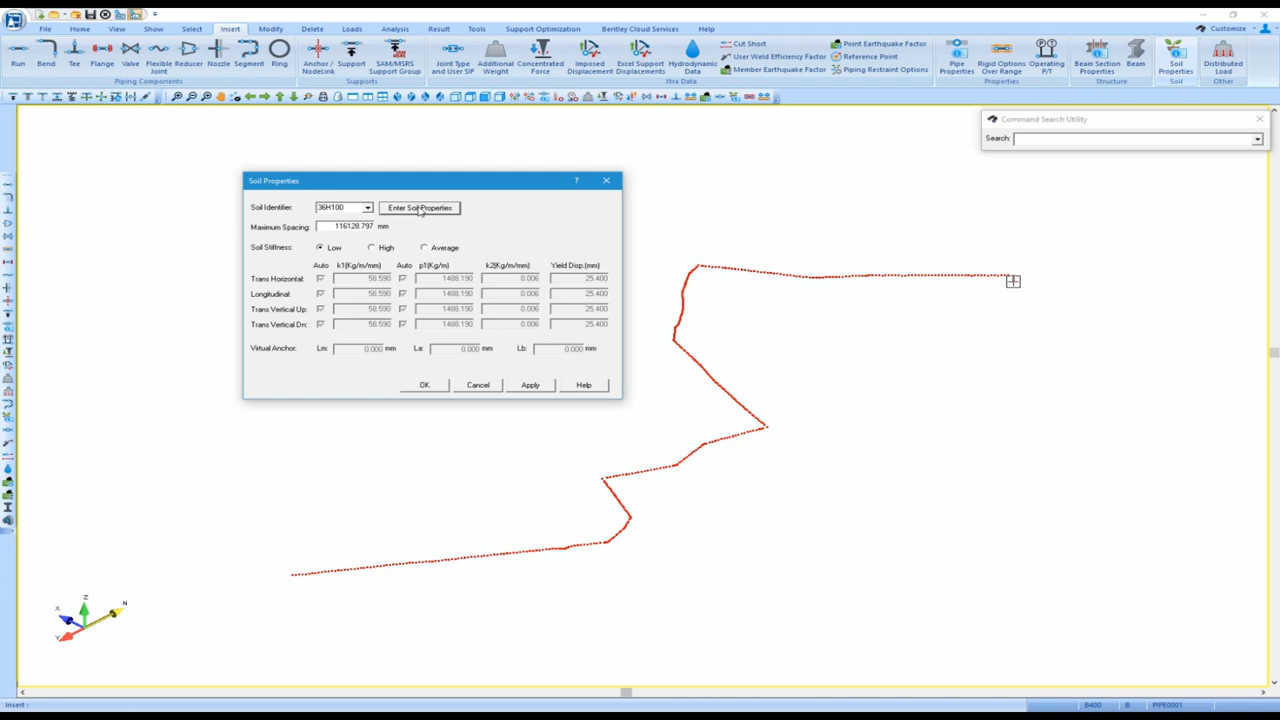 Customize
File Home View Show Select Insert Modify Delete Loads Analysis Result Tools Support Optimization Bentley Cloud Services Help
Run Bend Tee Flange Valve Flexible Joint Reducer Nozzle Segment Ring
Piping Components
Anchor / NodeLink Support SAM/MSRS Support Group
Supports
Joint Type and User SIF Additional Weight Concentrated Force Imposed Displacement Excel Support Displacements Hydrodynamic Data
Cut Short
User Weld Efficiency Factor
Member Earthquake Factor
Point Earthquake Factor
Reference Point
Piping Restraint Options
Xtra Data
Pipe Properties Rigid Options Over Range Operating P/T
Properties
Beam Section Properties Beam
Structure
Soil Properties
Soil
Distributed Load
Other
Command Search Utility
Search:
Soil Properties
Soil Identifier: 36H100 Enter Soil Properties
Maximum Spacing: 116128.797 mm
Soil Stiffness: Low High Average
Auto k1(Kg/m/mm) Auto p1(Kg/m) k2(Kg/m/mm) Yield Disp.(mm)
Trans Horizontal: 58.590 1488.190 0.006 25.400
Longitudinal: 58.590 1488.190 0.006 25.400
Trans Vertical Up: 58.590 1488.190 0.006 25.400
Trans Vertical Dn: 58.590 1488.190 0.006 25.400
Virtual Anchor: Lm: 0.000 mm La: 0.000 mm Lb: 0.000 mm
OK Cancel Apply Help
Z
X
N
Y
Insert : B400 B PIPE0001